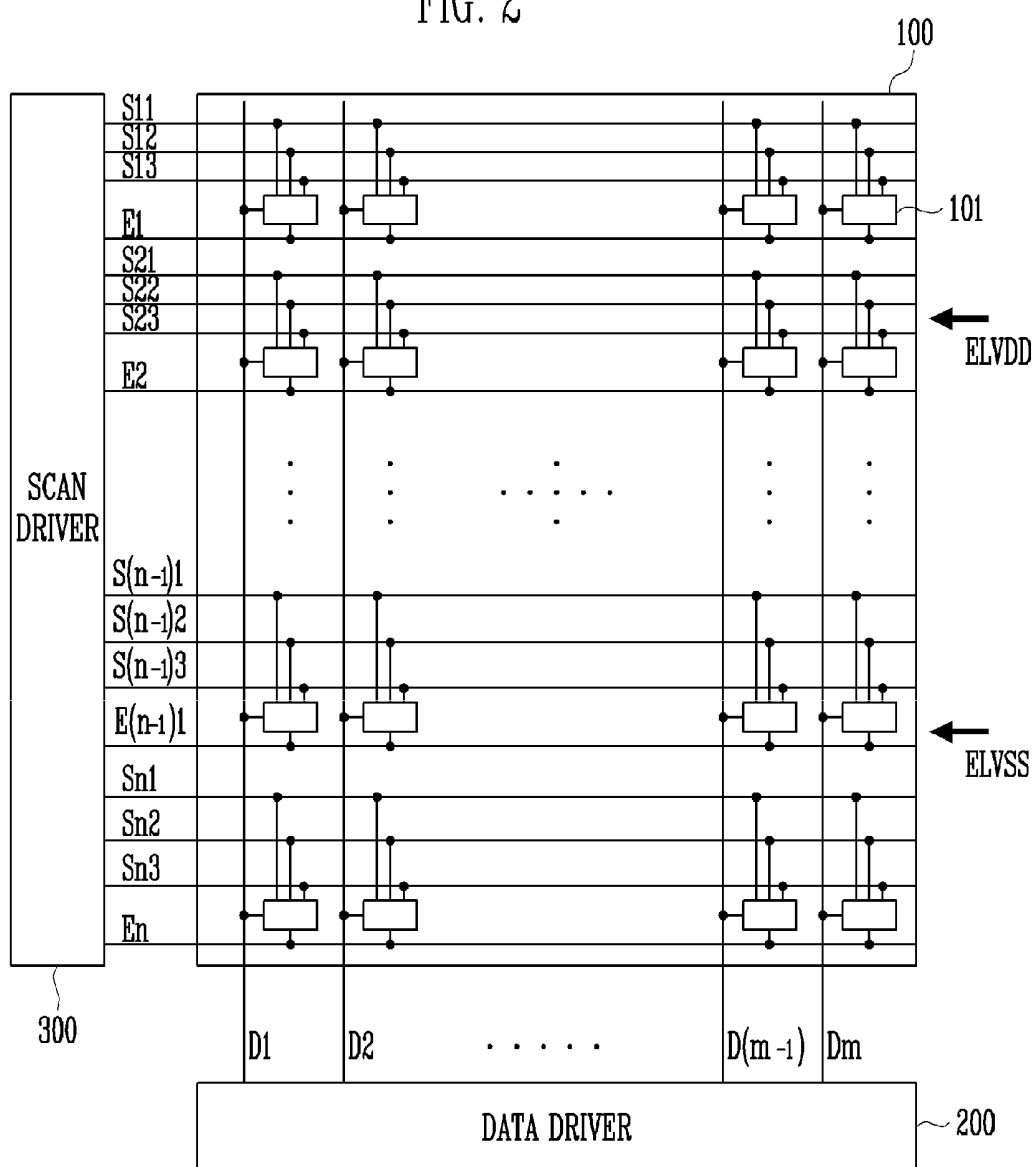 FIG. 2
100
S11
S12
S13
E1
101
S21
S22
S23
ELVDD
E2
SCAN
DRIVER
S(n-1)1
S(n-1)2
S(n-1)3
E(n-1)1
ELVSS
Sn1
Sn2
Sn3
En
300
D1 D2 ..... D(m-1) Dm
DATA DRIVER
200